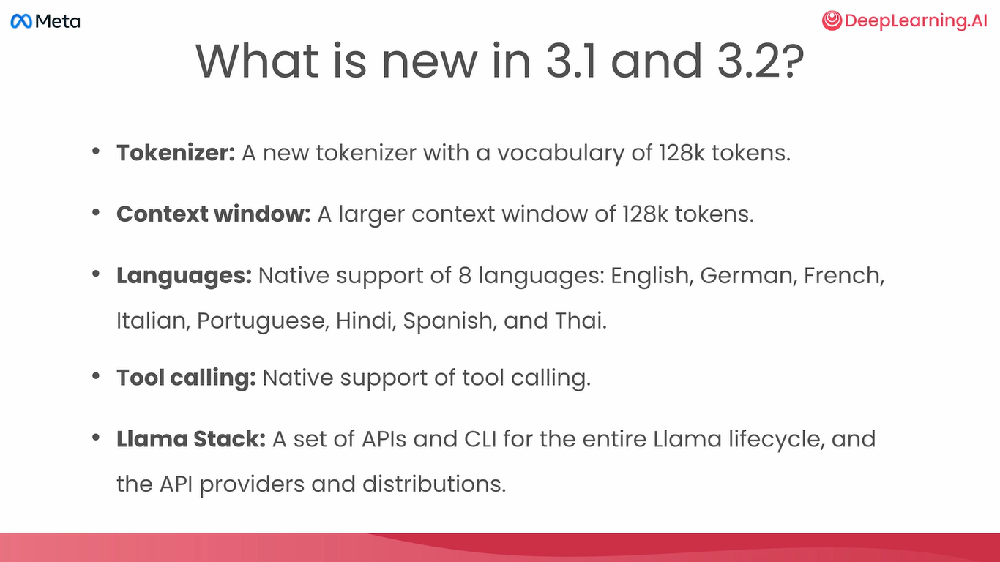 Meta
DeepLearning.AI
What is new in 3.1 and 3.2?
• Tokenizer: A new tokenizer with a vocabulary of 128k tokens.
• Context window: A larger context window of 128k tokens.
• Languages: Native support of 8 languages: English, German, French,
Italian, Portuguese, Hindi, Spanish, and Thai.
• Tool calling: Native support of tool calling.
• Llama Stack: A set of APIs and CLI for the entire Llama lifecycle, and
the API providers and distributions.